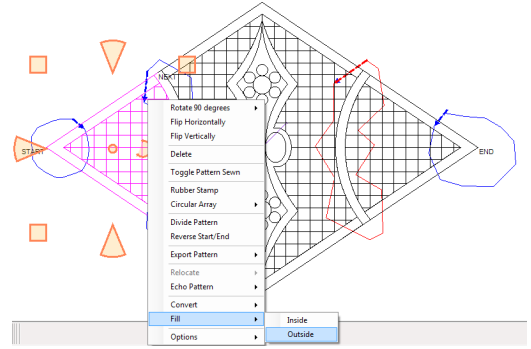 NEXT
START
END
Rotate 90 degrees
Flip Horizontally
Flip Vertically
Delete
Toggle Pattern Sewn
Rubber Stamp
Circular Array
Divide Pattern
Reverse Start/End
Export Pattern
Relocate
Echo Pattern
Convert
Fill
Inside
Outside
Options